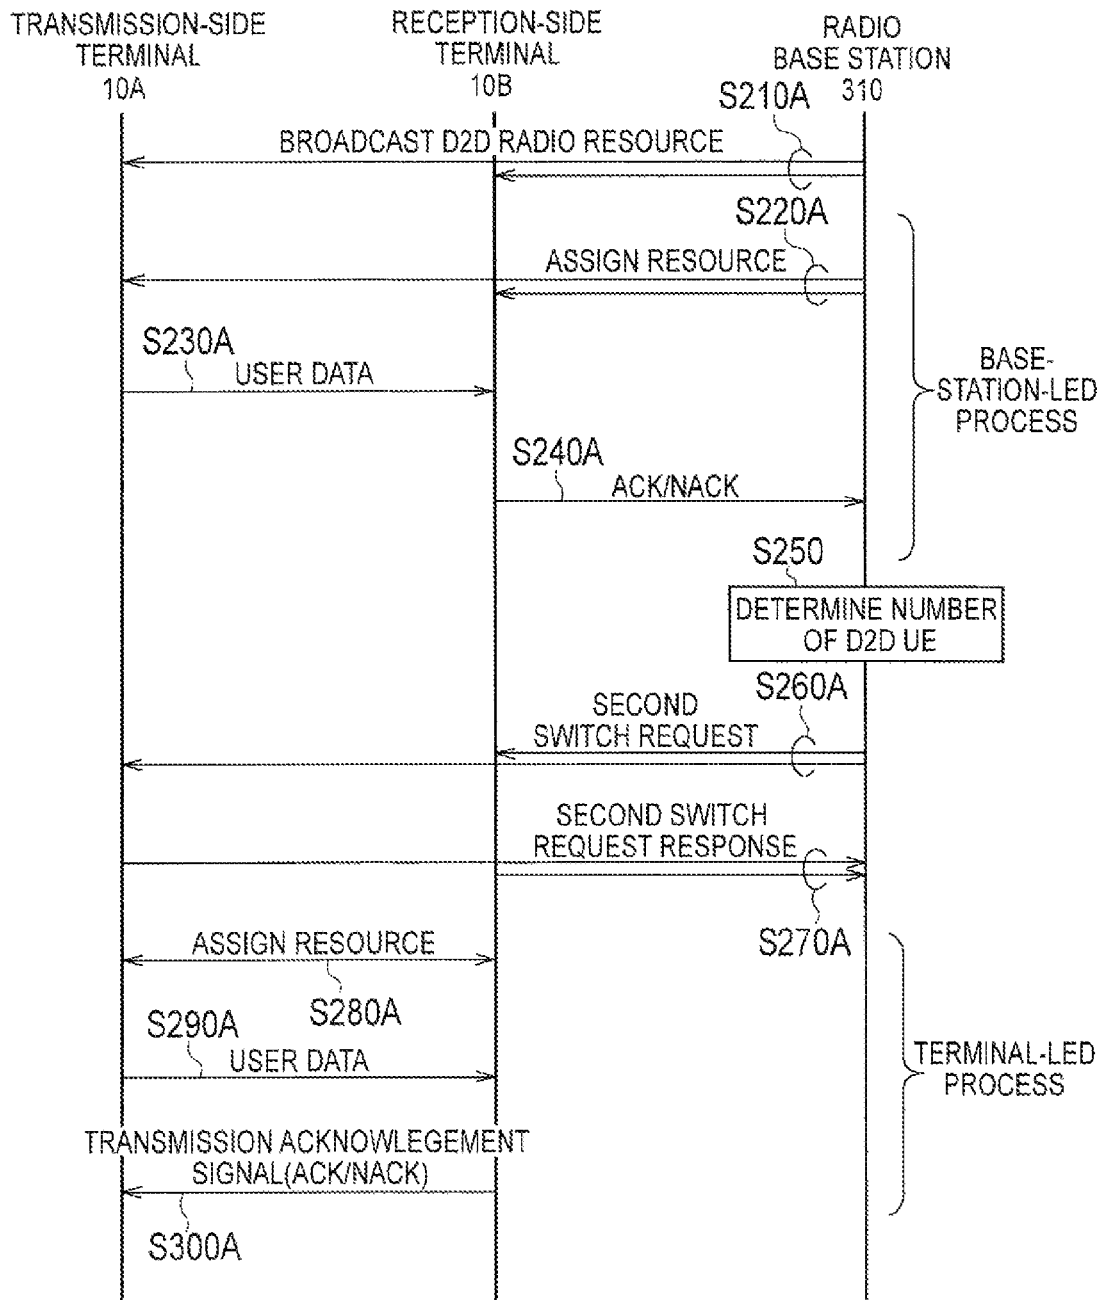 TRANSMISSION-SIDE
TERMINAL
10A
RECEPTION-SIDE
TERMINAL
10B
RADIO
BASE STATION
310
S210A
BROADCAST D2D RADIO RESOURCE
S220A
ASSIGN RESOURCE
S230A
USER DATA
BASE-
STATION-LED
PROCESS
S240A
ACK/NACK
S250
DETERMINE NUMBER
OF D2D UE
S260A
SECOND
SWITCH REQUEST
SECOND SWITCH
REQUEST RESPONSE
S270A
ASSIGN RESOURCE
S280A
S290A
USER DATA
TERMINAL-LED
PROCESS
TRANSMISSION ACKNOWLEGEMENT
SIGNAL(ACK/NACK)
S300A